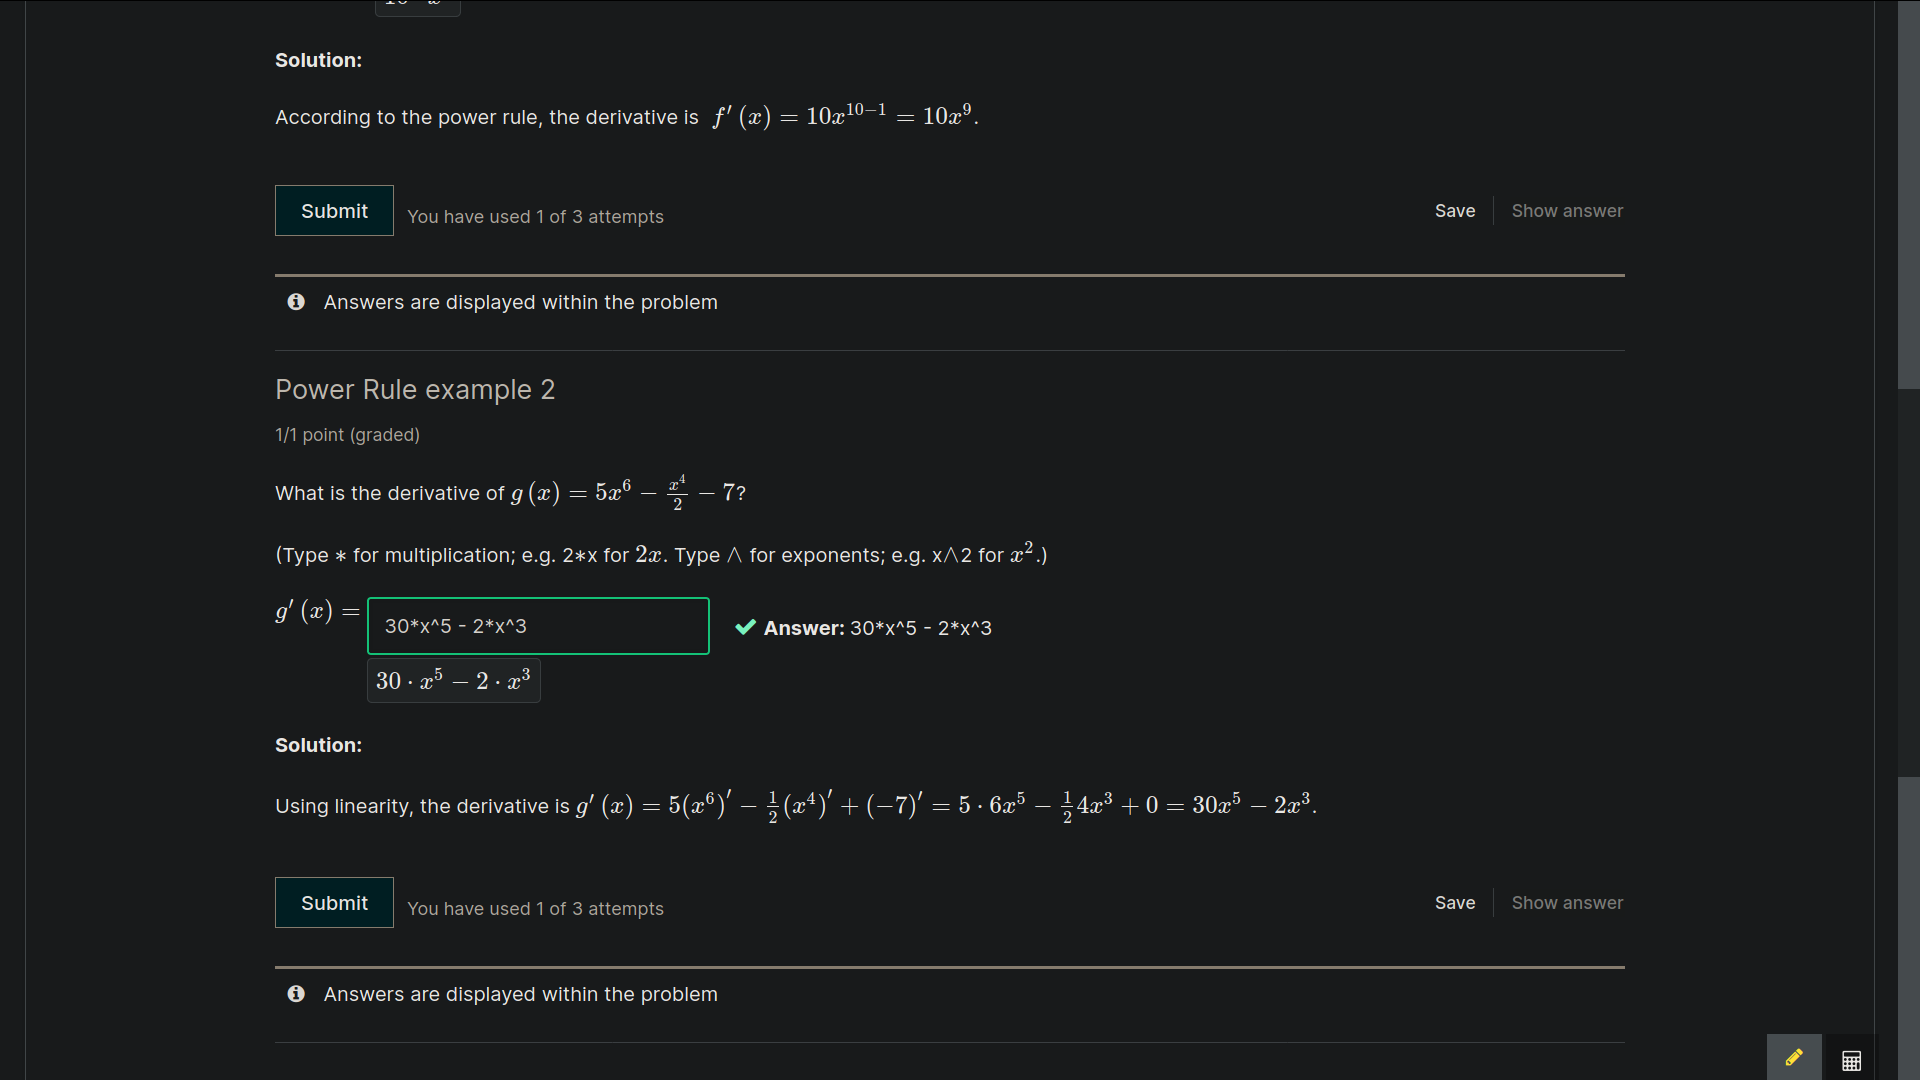 Solution:
According to the power rule, the derivative is f′(x) = 10x^{10−1} = 10x^9.
Submit You have used 1 of 3 attempts Save Show answer
Answers are displayed within the problem
Power Rule example 2
1/1 point (graded)
What is the derivative of g(x) = 5x^6 − \frac{x^4}{2} − 7?
(Type ∗ for multiplication; e.g. 2∗x for 2x. Type ∧ for exponents; e.g. x∧2 for x^2.)
g′(x) = 30*x^5 - 2*x^3 Answer: 30*x^5 - 2*x^3
30 · x^5 − 2 · x^3
Solution:
Using linearity, the derivative is g′(x) = 5(x^6)′ − \frac{1}{2}(x^4)′ + (−7)′ = 5 · 6x^5 − \frac{1}{2}4x^3 + 0 = 30x^5 − 2x^3.
Submit You have used 1 of 3 attempts Save Show answer
Answers are displayed within the problem